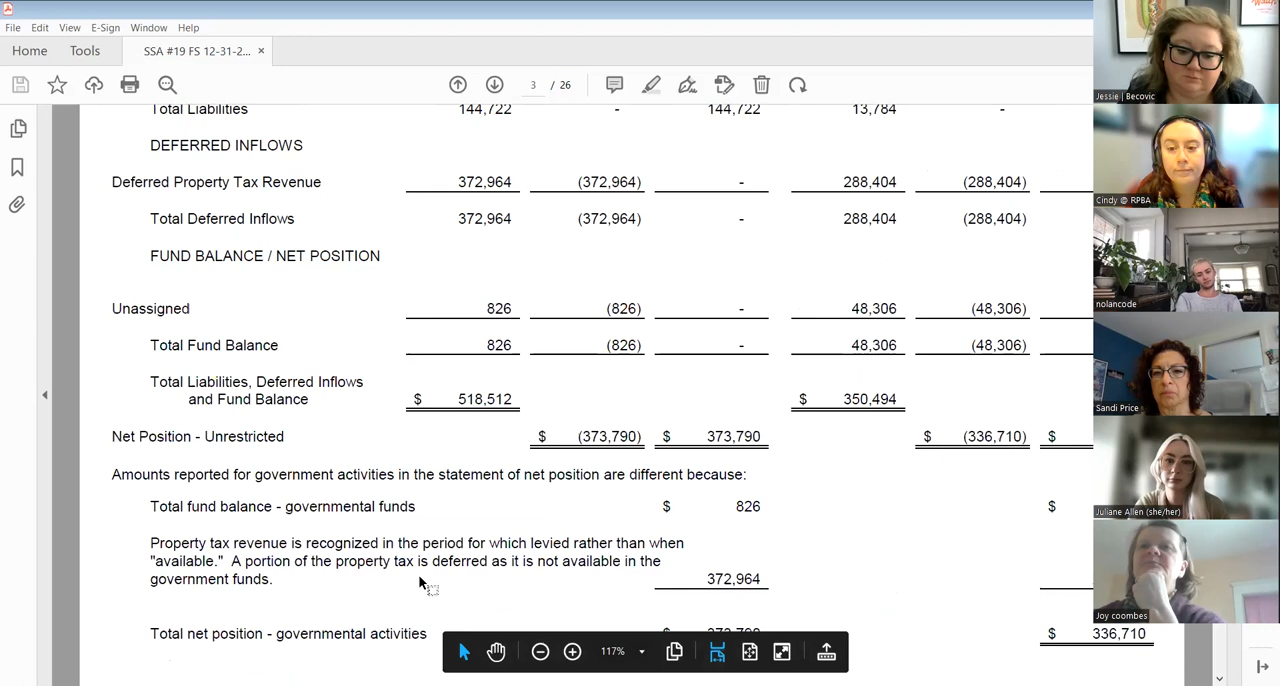 File Edit View E-Sign Window Help
Home Tools SSA #19 FS 12-31-2... ×
3 / 26
Total Liabilities 144,722 - 144,722 13,784 -
DEFERRED INFLOWS
Deferred Property Tax Revenue 372,964 (372,964) - 288,404 (288,404)
Total Deferred Inflows 372,964 (372,964) - 288,404 (288,404)
FUND BALANCE / NET POSITION
Unassigned 826 (826) - 48,306 (48,306)
Total Fund Balance 826 (826) - 48,306 (48,306)
Total Liabilities, Deferred Inflows
and Fund Balance $ 518,512 $ 350,494
Net Position - Unrestricted $ (373,790) $ 373,790 $ (336,710) $
Amounts reported for government activities in the statement of net position are different because:
Total fund balance - governmental funds $ 826 $
Property tax revenue is recognized in the period for which levied rather than when
"available." A portion of the property tax is deferred as it is not available in the
government funds. 372,964
Total net position - governmental activities $ 373,790 $ 336,710
117%
Jessie | Becovic
Cindy @ RPBA
nolancode
Sandi Price
Juliane Allen (she/her)
Joy coombes